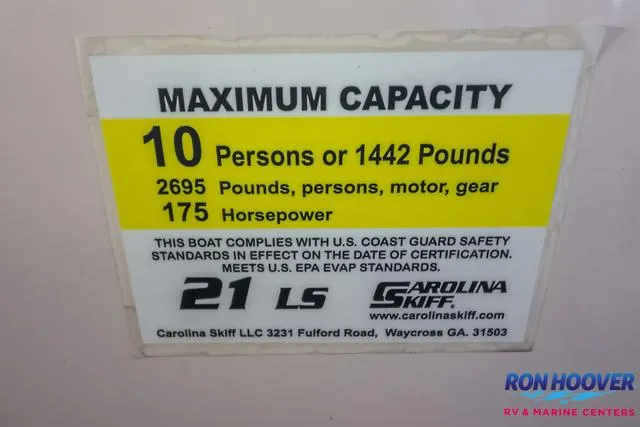 MAXIMUM CAPACITY
10 Persons or 1442 Pounds
2695 Pounds, persons, motor, gear
175 Horsepower
THIS BOAT COMPLIES WITH U.S. COAST GUARD SAFETY
STANDARDS IN EFFECT ON THE DATE OF CERTIFICATION.
MEETS U.S. EPA EVAP STANDARDS.
21 LS
CAROLINA
SKIFF®
www.carolinaskiff.com
Carolina Skiff LLC 3231 Fulford Road, Waycross GA. 31503
RON HOOVER
RV & MARINE CENTERS